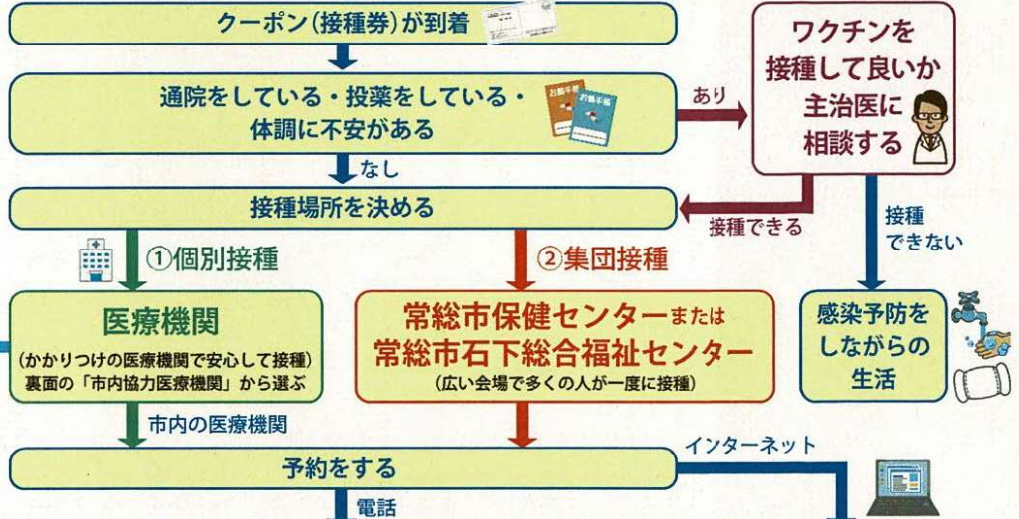 クーポン(接種券)が到着
通院をしている・投薬をしている・
体調に不安がある
お薬手帳
お薬手帳
あり
ワクチンを
接種して良いか
主治医に
相談する
なし
接種場所を決める
接種できる
接種
できない
①個別接種
②集団接種
医療機関
(かかりつけの医療機関で安心して接種)
裏面の「市内協力医療機関」から選ぶ
常総市保健センターまたは
常総市石下総合福祉センター
(広い会場で多くの人が一度に接種)
感染予防を
しながらの
生活
市内の医療機関
予約をする
インターネット
電話